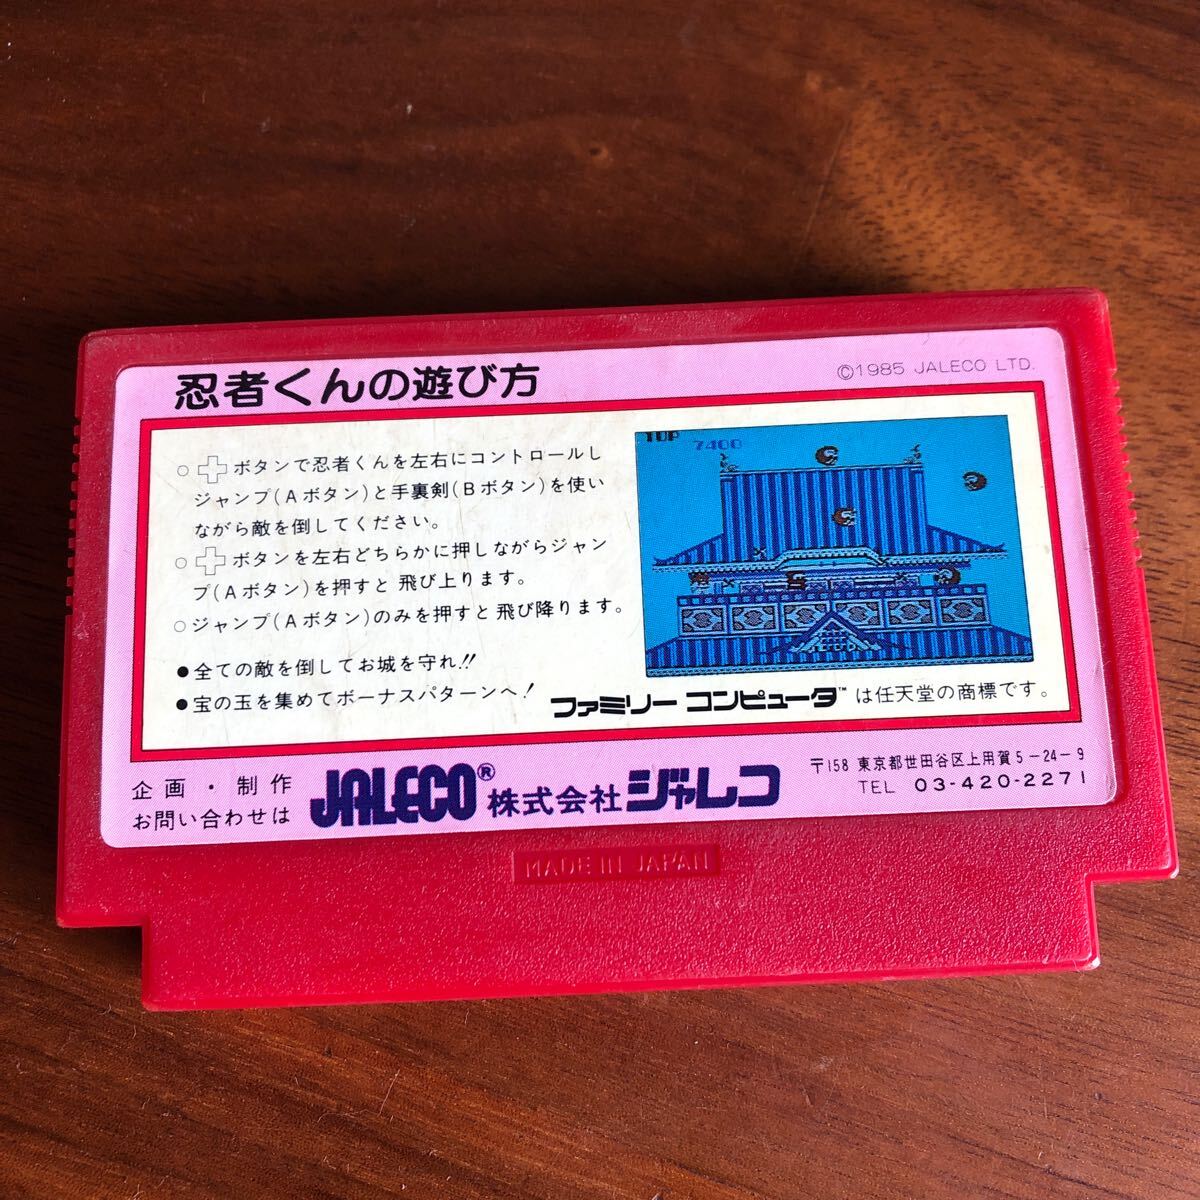 忍者くんの遊び方
©1985 JALECO LTD.
○ボタンで忍者くんを左右にコントロールし
ジャンプ(Aボタン)と手裏剣(Bボタン)を使い
ながら敵を倒してください。
○ボタンを左右どちらかに押しながらジャン
プ(Aボタン)を押すと飛び上ります。
○ジャンプ(Aボタン)のみを押すと飛び降ります。
●全ての敵を倒してお城を守れ!!
●宝の玉を集めてボーナスパターンへ!
TOP
7400
ファミリーコンピュータ™は任天堂の商標です。
企画・制作
お問い合わせは
JALECO® 株式会社ジャレコ
〒158 東京都世田谷区上用賀5-24-9
TEL 03-420-2271
MADE IN JAPAN